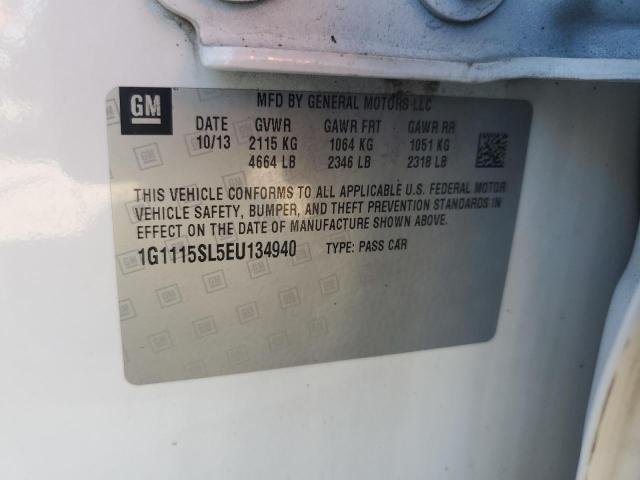 GM
MFD BY GENERAL MOTORS LLC
DATE GVWR GAWR FRT GAWR RR
10/13 2115 KG 1064 KG 1051 KG
4664 LB 2346 LB 2318 LB
THIS VEHICLE CONFORMS TO ALL APPLICABLE U.S. FEDERAL MOTOR
VEHICLE SAFETY, BUMPER, AND THEFT PREVENTION STANDARDS IN
EFFECT ON THE DATE OF MANUFACTURE SHOWN ABOVE.
1G1115SL5EU134940 TYPE: PASS CAR